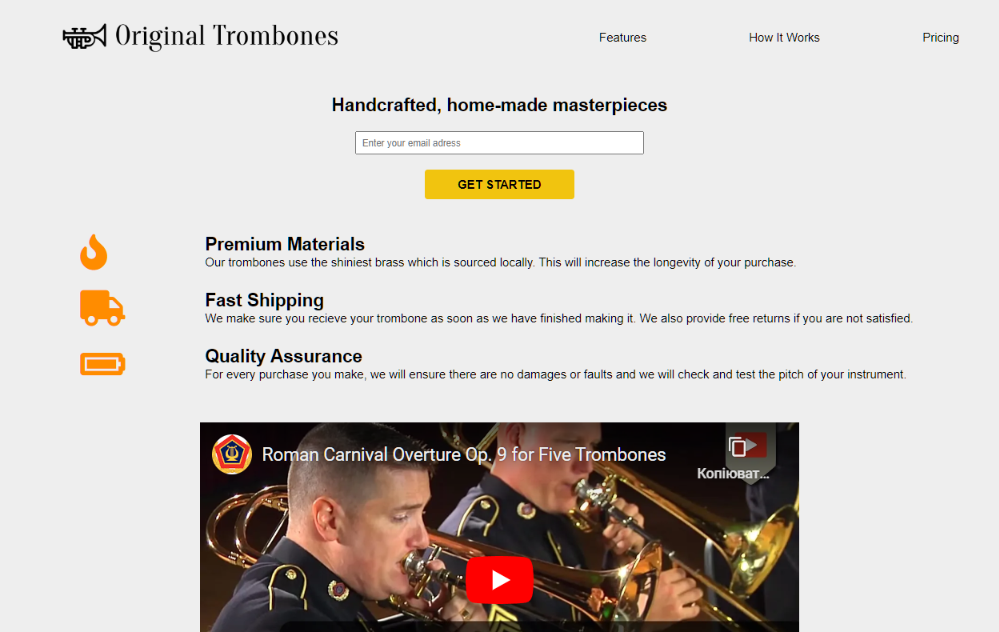 Original Trombones
Features
How It Works
Pricing
Handcrafted, home-made masterpieces
Enter your email adress
GET STARTED
Premium Materials
Our trombones use the shiniest brass which is sourced locally. This will increase the longevity of your purchase.
Fast Shipping
We make sure you recieve your trombone as soon as we have finished making it. We also provide free returns if you are not satisfied.
Quality Assurance
For every purchase you make, we will ensure there are no damages or faults and we will check and test the pitch of your instrument.
Roman Carnival Overture Op. 9 for Five Trombones
Копіюват...